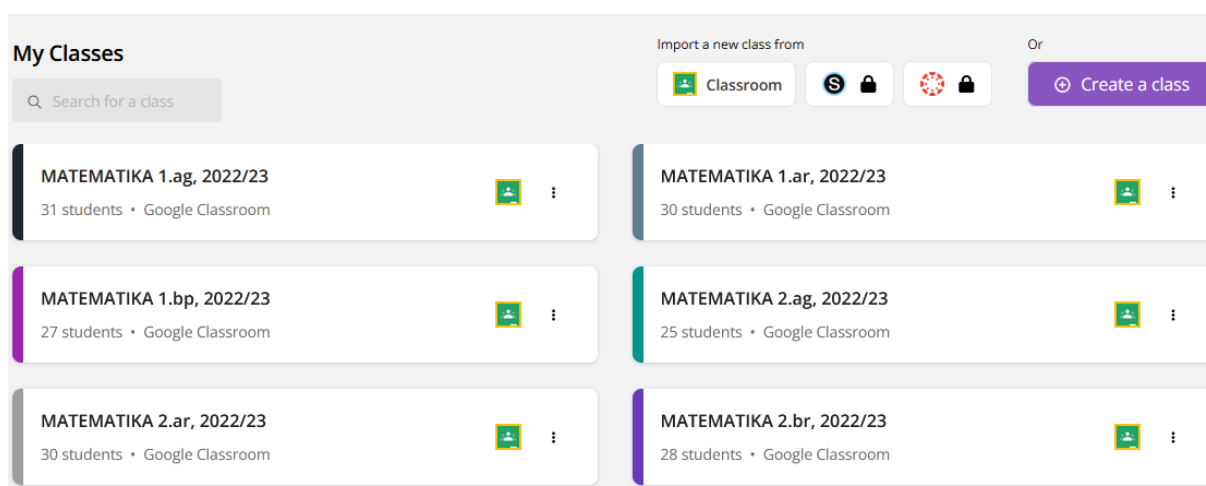 My Classes
Search for a class
Import a new class from
Classroom
S
Or
Create a class
MATEMATIKA 1.ag, 2022/23
31 students • Google Classroom
MATEMATIKA 1.ar, 2022/23
30 students • Google Classroom
MATEMATIKA 1.bp, 2022/23
27 students • Google Classroom
MATEMATIKA 2.ag, 2022/23
25 students • Google Classroom
MATEMATIKA 2.ar, 2022/23
30 students • Google Classroom
MATEMATIKA 2.br, 2022/23
28 students • Google Classroom